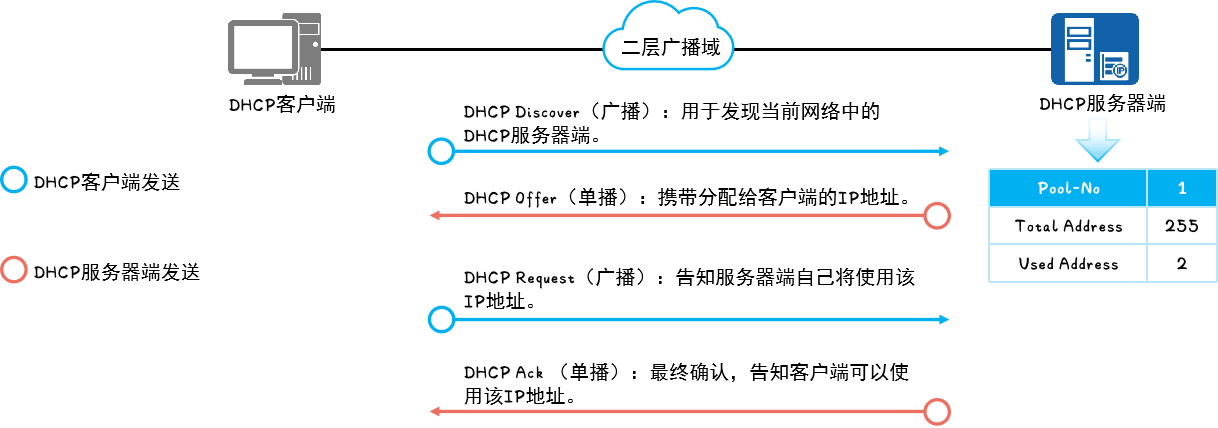 二层广播域
DHCP客户端
DHCP服务器端
DHCP Discover（广播）：用于发现当前网络中的
DHCP服务器端。
DHCP客户端发送
DHCP Offer（单播）：携带分配给客户端的IP地址。
DHCP服务器端发送
DHCP Request（广播）：告知服务器端自己将使用该
IP地址。
DHCP Ack （单播）：最终确认，告知客户端可以使
用该IP地址。
IP
Pool-No 1
Total Address 255
Used Address 2